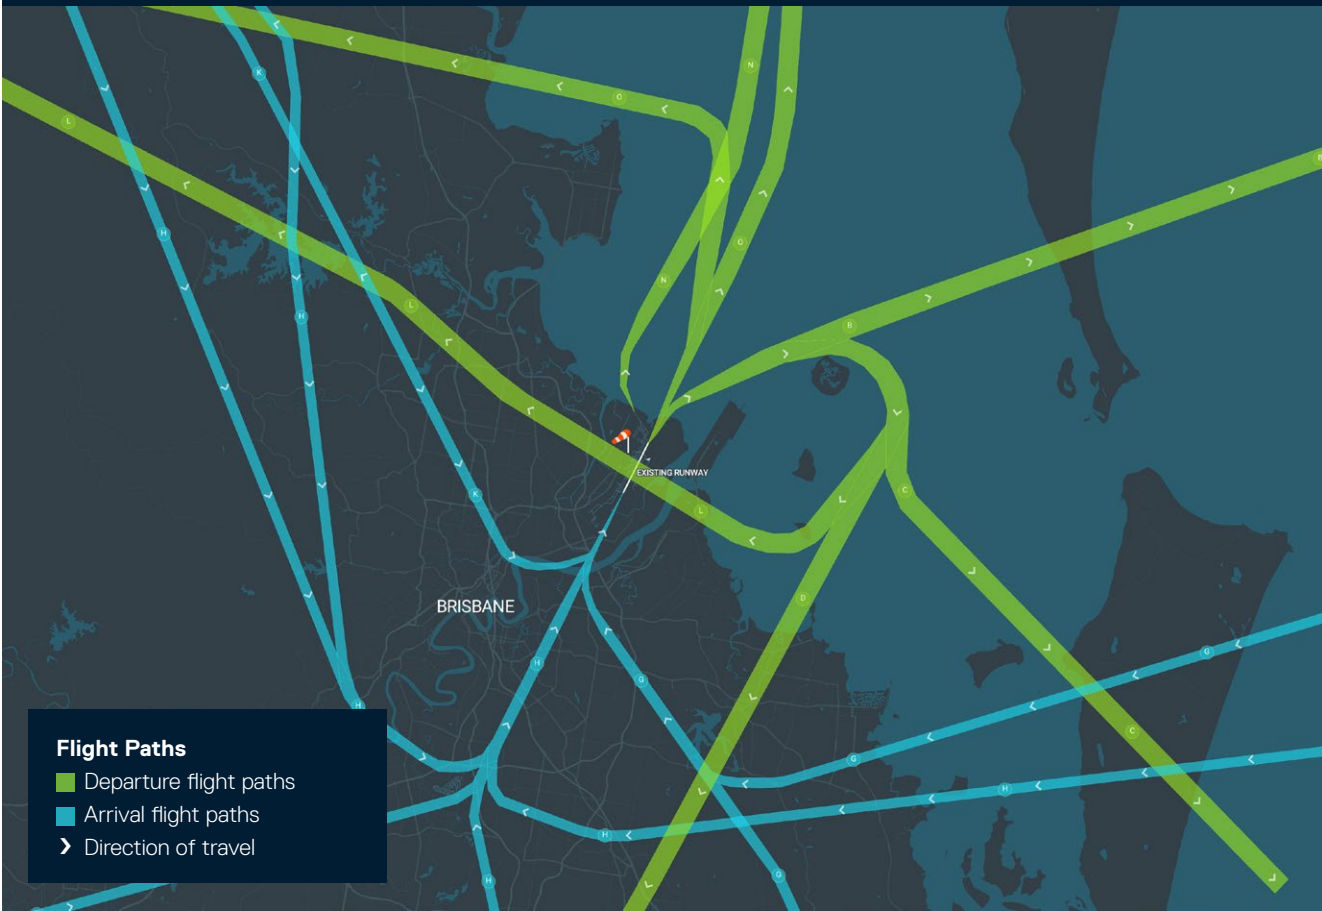 K
N
O
L
B
H
O
N
H
B
L
L
K
EXISTING RUNWAY
C
L
D
BRISBANE
H
G
G
H
C
G
H
H
H
G
Flight Paths
Departure flight paths
Arrival flight paths
Direction of travel